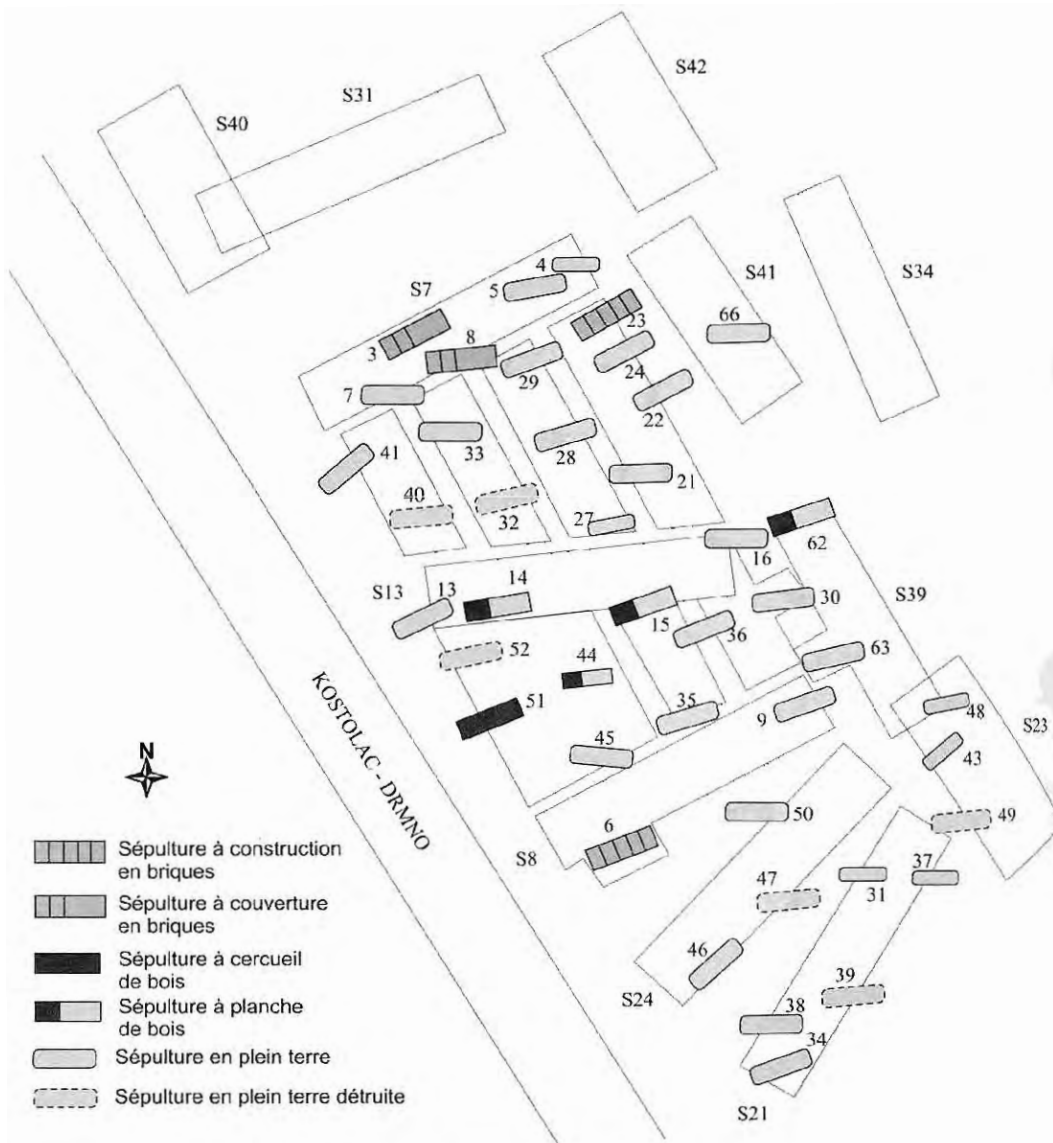 S42
S31
S40
4
S41
5
S34
S7
23
66
8
3
29
24
7
22
33
28
41
21
40
32
27
62
16
14
S13
13
30
S39
15
36
52
44
63
51
35
9
48
S23
45
43
N
KOSTOLAC - DRMNO
50
49
6
S8
37
47
31
46
39
S24
38
34
S21
Sépulture à construction
en briques
Sépulture à couverture
en briques
Sépulture à cercueil
de bois
Sépulture à planche
de bois
Sépulture en plein terre
Sépulture en plein terre détruite